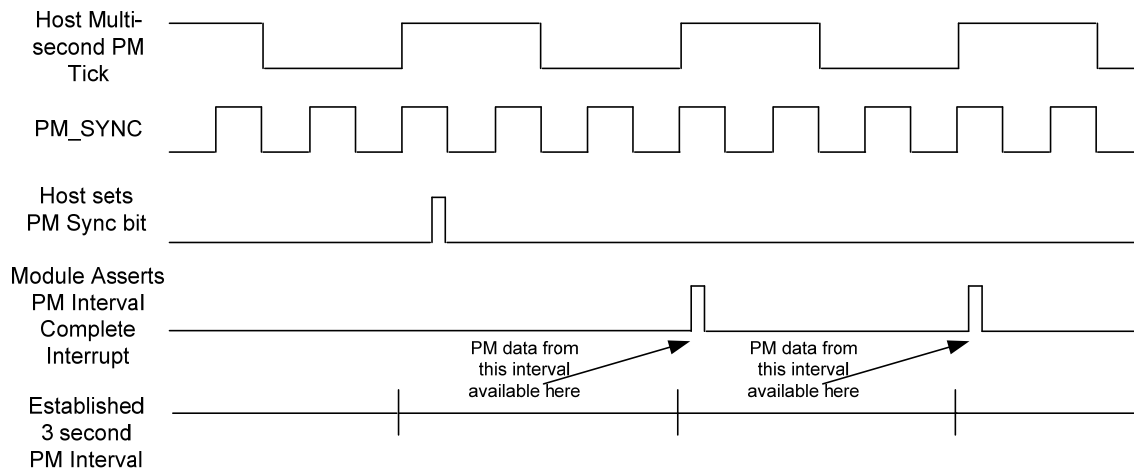 Host Multi-
second PM
Tick
PM_SYNC
Host sets
PM Sync bit
Module Asserts
PM Interval
Complete
Interrupt
PM data from
this interval
available here
PM data from
this interval
available here
Established
3 second
PM Interval